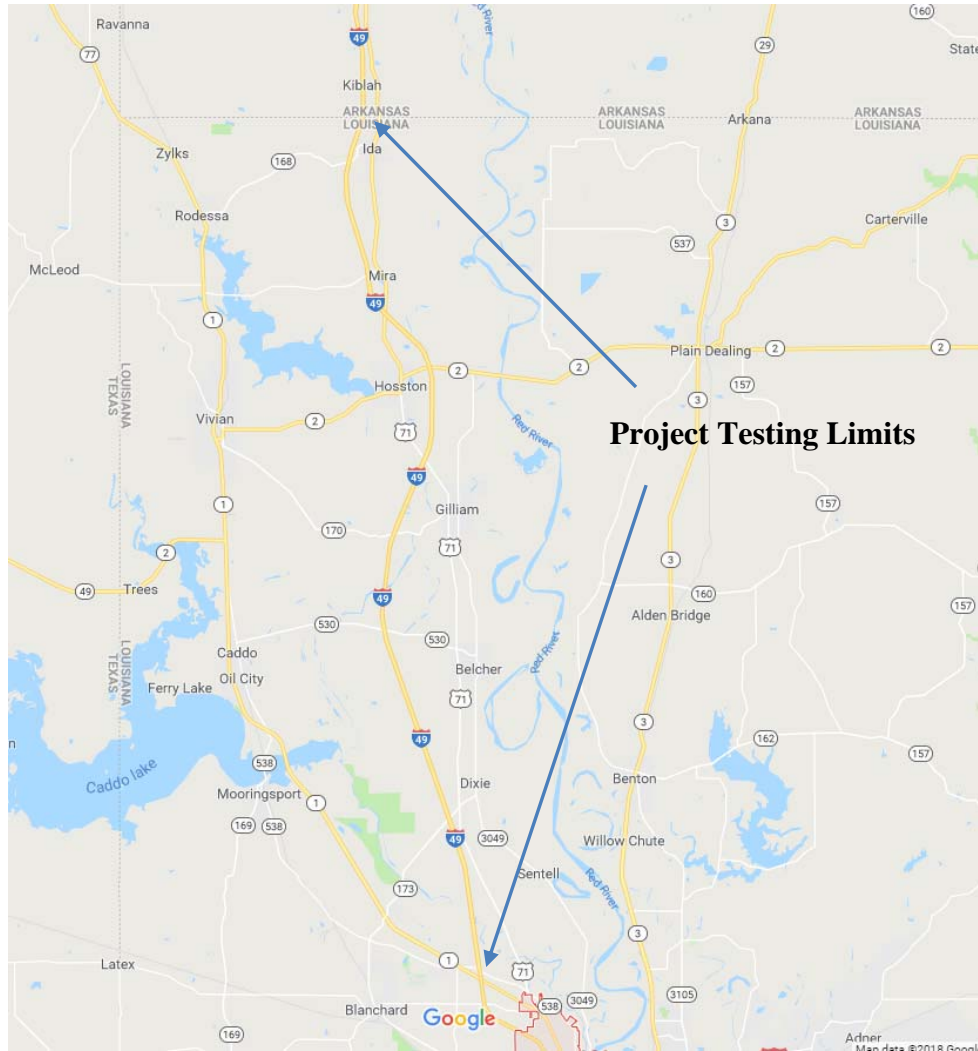 Ravanna
49
Red River
160
29
State
77
Kiblah
ARKANSAS
LOUISIANA
ARKANSAS
LOUISIANA
Arkana
ARKANSAS
LOUISIANA
Ida
Zylks
168
Rodessa
3
Carterville
537
McLeod
Mira
49
1
2
Plain Dealing
2
2
LOUISIANA
TEXAS
Hosston
2
157
3
Vivian
2
71
Red River
Project Testing Limits
49
1
Gilliam
157
170
71
2
3
49
Trees
49
160
157
Alden Bridge
530
530
LOUISIANA
TEXAS
Caddo
Oil City
Belcher
Red River
Ferry Lake
71
3
49
162
157
n
538
Caddo lake
Dixie
Benton
Mooringsport
1
169
538
49
3049
Willow Chute
Sentell
Red River
173
3
Latex
1
71
3105
Blanchard
Google
538
3049
169
Adner
Map data ©2018 Google